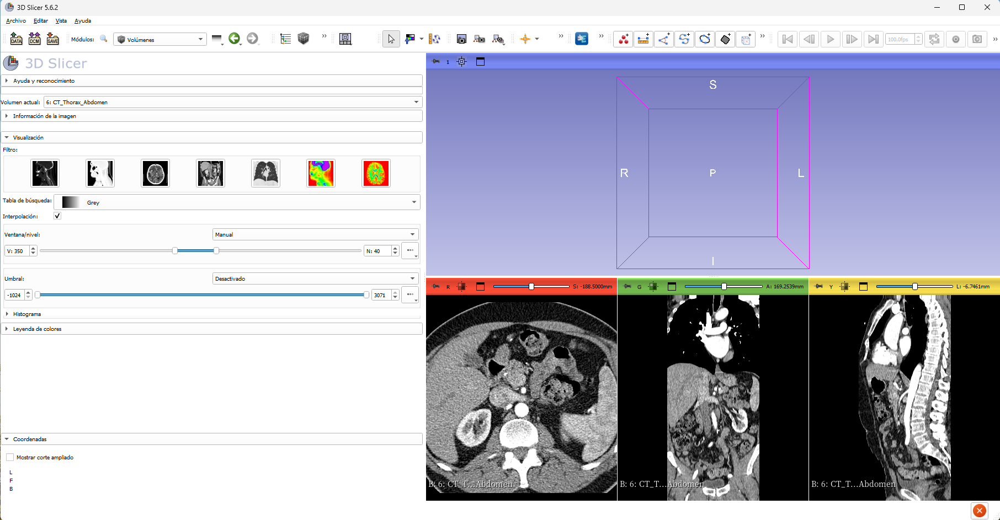 3D Slicer 5.6.2
Archivo Editar Vista Ayuda
DATA DCM SAVE Módulos: Volúmenes 100.0fps
3D Slicer
Ayuda y reconocimiento
Volumen actual: 6: CT_Thorax_Abdomen
Información de la imagen
Visualización
Filtro:
Tabla de búsqueda: Grey
Interpolación:
Ventana/nivel: Manual
V: 350 N: 40
Umbral: Desactivado
-1024 3071
Histograma
Leyenda de colores
Coordenadas
Mostrar corte ampliado
L
F
B
1
S
R P L
I
R S: -188.5000mm
G A: 169.2539mm
Y L: -6.7461mm
B: 6: CT_T...Abdomen
B: 6: CT_T...Abdomen
B: 6: CT_T...Abdomen